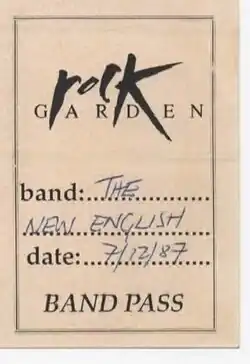 rock
GARDEN
band: THE
NEW ENGLISH
date: 7/12/87
BAND PASS